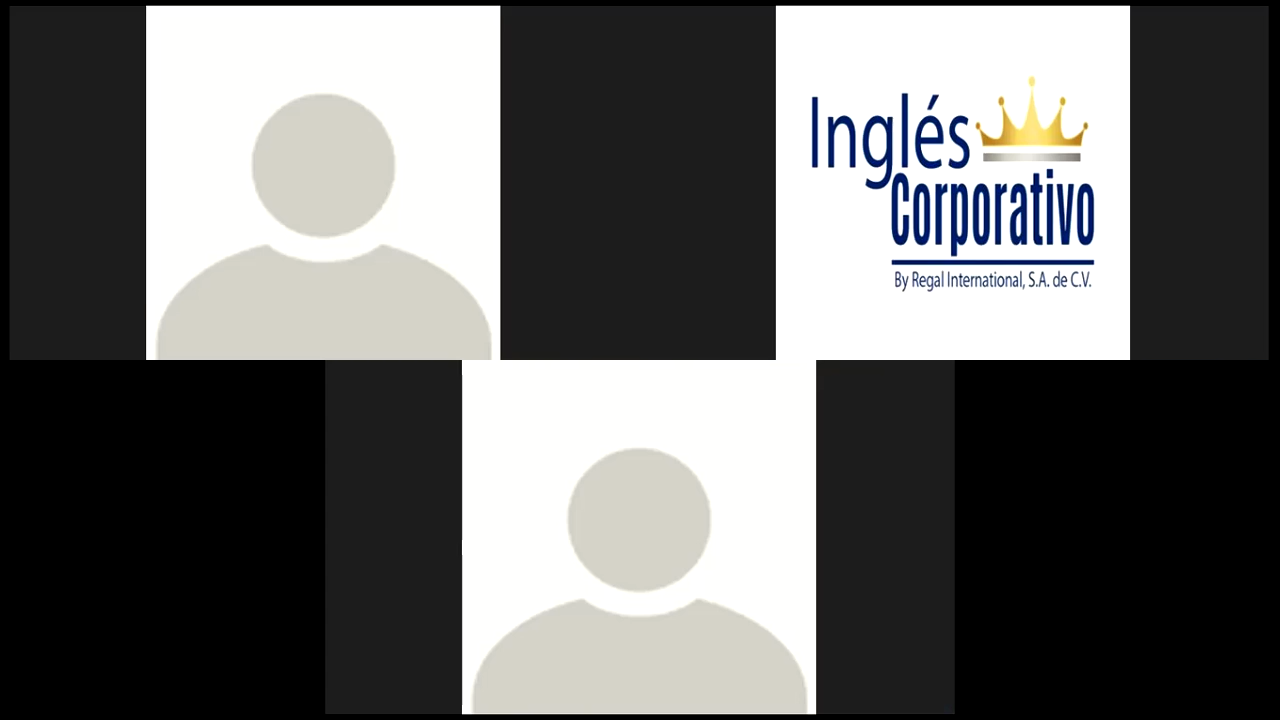 Inglés
Corporativo
By Regal International, S.A. de C.V.